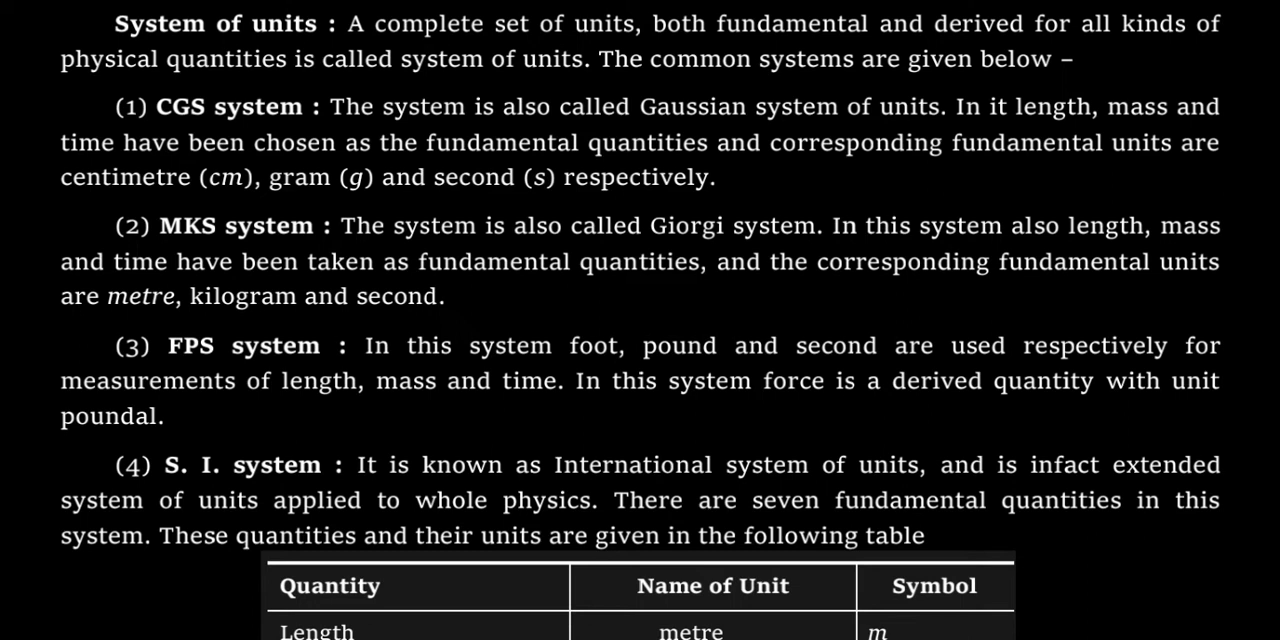 System of units : A complete set of units, both fundamental and derived for all kinds of
physical quantities is called system of units. The common systems are given below –
(1) CGS system : The system is also called Gaussian system of units. In it length, mass and
time have been chosen as the fundamental quantities and corresponding fundamental units are
centimetre (cm), gram (g) and second (s) respectively.
(2) MKS system : The system is also called Giorgi system. In this system also length, mass
and time have been taken as fundamental quantities, and the corresponding fundamental units
are metre, kilogram and second.
(3) FPS system : In this system foot, pound and second are used respectively for
measurements of length, mass and time. In this system force is a derived quantity with unit
poundal.
(4) S. I. system : It is known as International system of units, and is infact extended
system of units applied to whole physics. There are seven fundamental quantities in this
system. These quantities and their units are given in the following table
Quantity Name of Unit Symbol
Length metre m